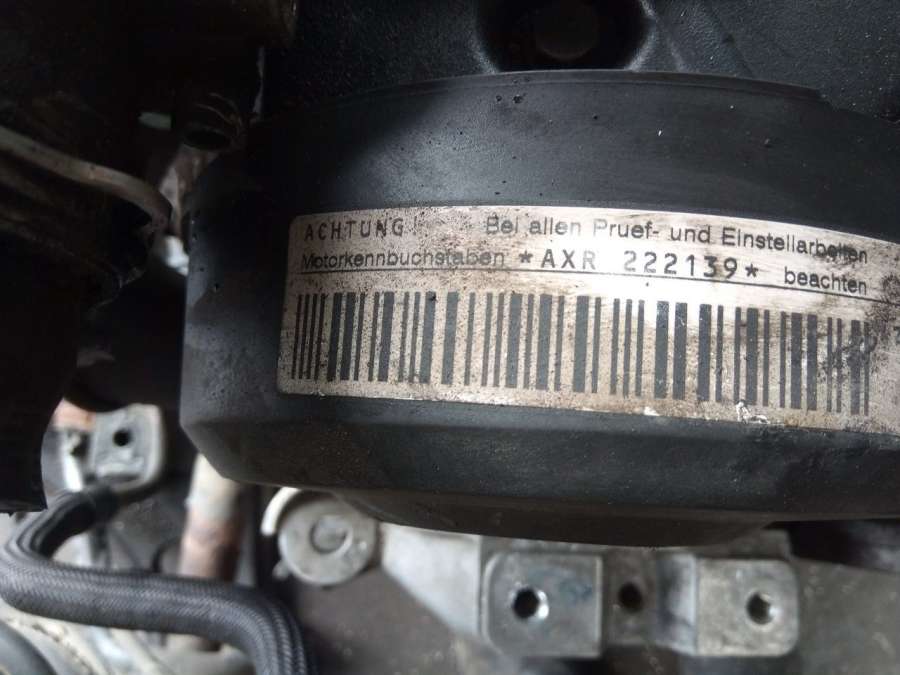 ACHTUNG! Bei allen Pruef- und Einstellarbeiten
Motorkennbuchstaben *AXR 222139* beachten